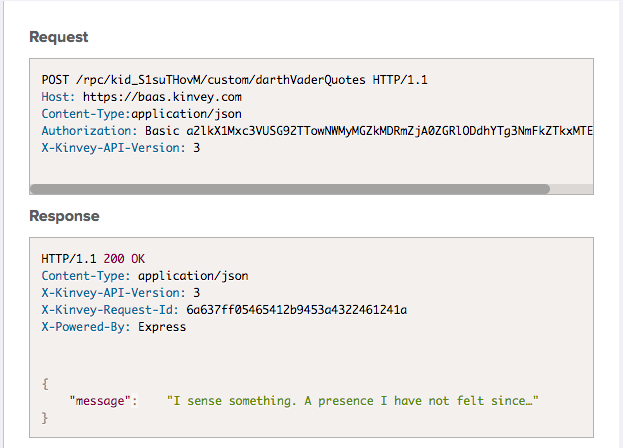 Request
POST /rpc/kid_S1suTHovM/custom/darthVaderQuotes HTTP/1.1
Host: https://baas.kinvey.com
Content-Type:application/json
Authorization: Basic a2lkX1Mxc3VUSG92TTowNWMyMGZkMDRmZjA0ZGRlODdhYTg3NmFkZTkxMTE
X-Kinvey-API-Version: 3
Response
HTTP/1.1 200 OK
Content-Type: application/json
X-Kinvey-API-Version: 3
X-Kinvey-Request-Id: 6a637ff05465412b9453a4322461241a
X-Powered-By: Express
{
"message": "I sense something. A presence I have not felt since…"
}